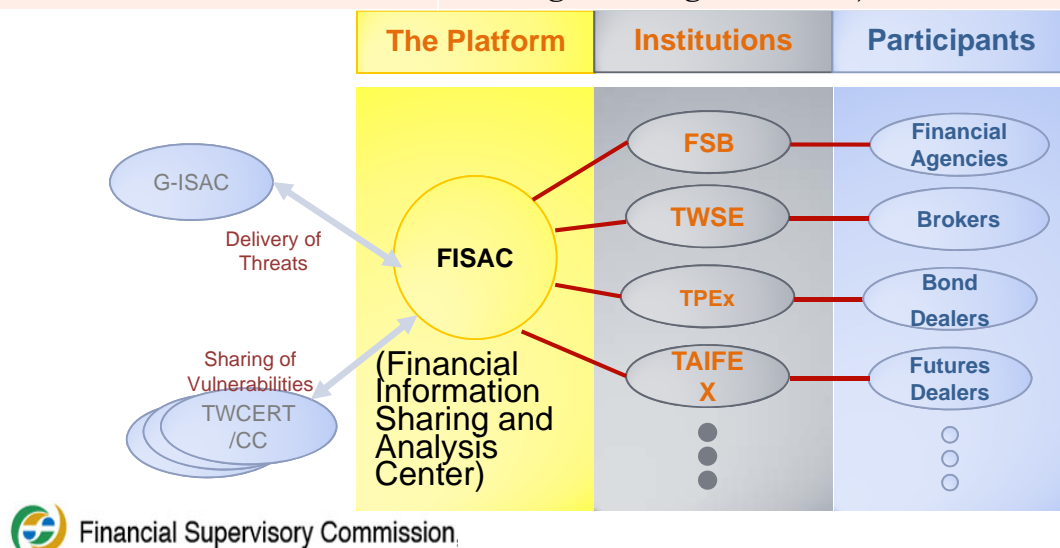 The Platform
Institutions
Participants
FSB
Financial
Agencies
G-ISAC
TWSE
Brokers
Delivery of
Threats
FISAC
TPEx
Bond
Dealers
Sharing of
Vulnerabilities
(Financial
Information
Sharing and
Analysis
Center)
TAIFE
X
Futures
Dealers
TWCERT
/CC
Financial Supervisory Commission